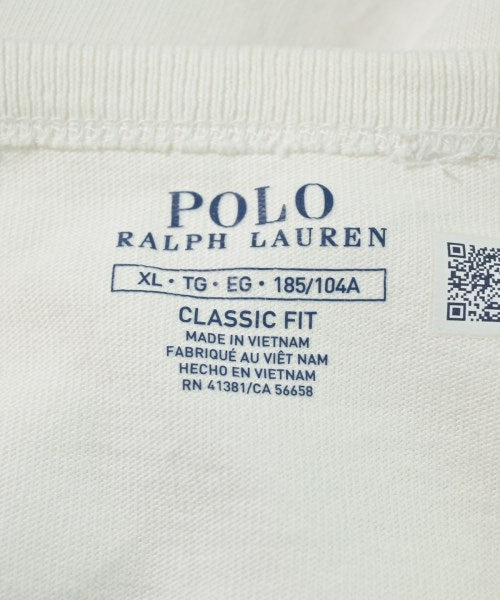 POLO
RALPH LAUREN
XL • TG • EG • 185/104A
CLASSIC FIT
MADE IN VIETNAM
FABRIQUÉ AU VIÊT NAM
HECHO EN VIETNAM
RN 41381/CA 56658